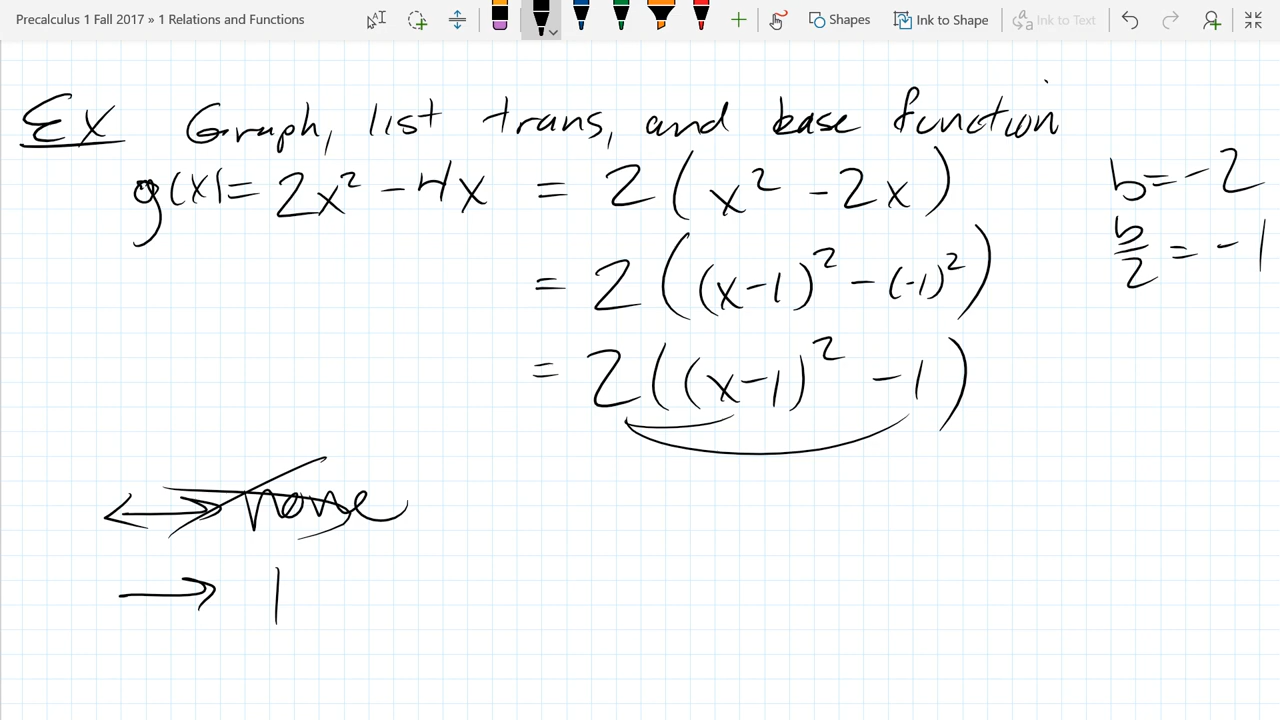 Precalculus 1 Fall 2017 » 1 Relations and Functions
Shapes
Ink to Shape
Ink to Text
Ex Graph, list trans, and base function
g(x) = 2x² - 4x = 2(x² - 2x)
b = -2
b/2 = -1
= 2((x-1)² - (-1)²)
= 2((x-1)² - 1)
↔ none
→ 1